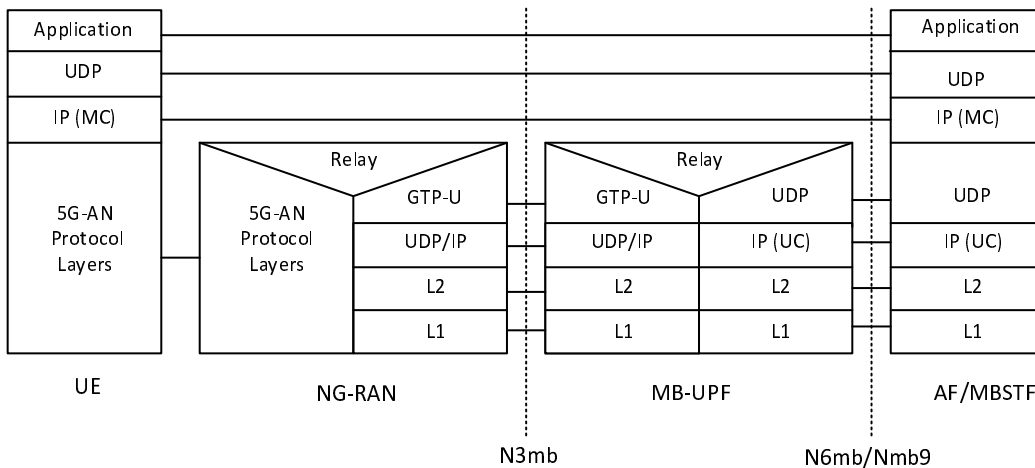 Application
UDP
IP (MC)
5G-AN
Protocol
Layers
UE
Relay
5G-AN
Protocol
Layers
GTP-U
UDP/IP
L2
L1
NG-RAN
N3mb
Relay
GTP-U
UDP/IP
L2
L1
UDP
IP (UC)
L2
L1
MB-UPF
N6mb/Nmb9
Application
UDP
IP (MC)
UDP
IP (UC)
L2
L1
AF/MBSTF